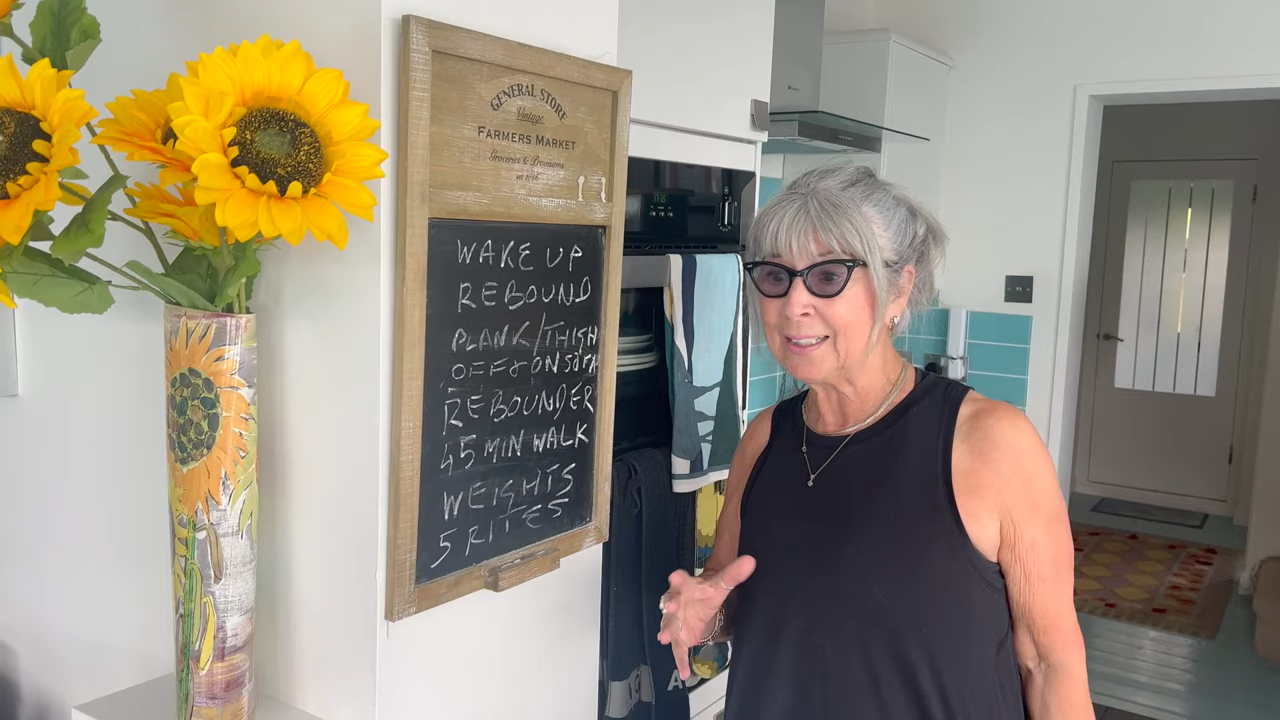 GENERAL STORE
Vintage
FARMERS MARKET
Groceries & Provisions
WAKE UP
REBOUND
PLANK/THIGH
OFF & ON SOFA
REBOUNDER
45 MIN WALK
WEIGHTS
5 RITES